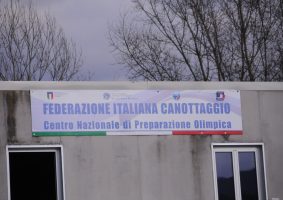 FEDERAZIONE ITALIANA CANOTTAGGIO
Centro Nazionale di Preparazione Olimpica